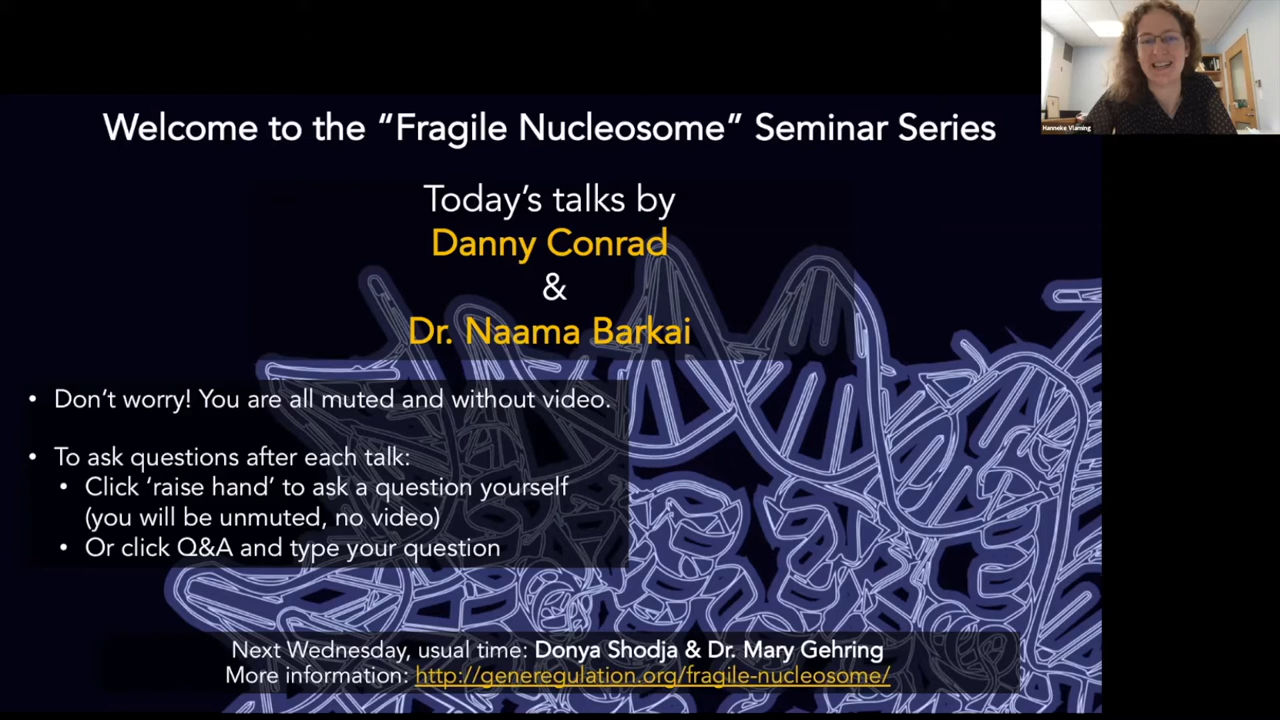 Hanneke Vlaming
Welcome to the “Fragile Nucleosome” Seminar Series
Today’s talks by
Danny Conrad
&
Dr. Naama Barkai
• Don’t worry! You are all muted and without video.
• To ask questions after each talk:
• Click ‘raise hand’ to ask a question yourself
(you will be unmuted, no video)
• Or click Q&A and type your question
Next Wednesday, usual time: Donya Shodja & Dr. Mary Gehring
More information: http://generegulation.org/fragile-nucleosome/